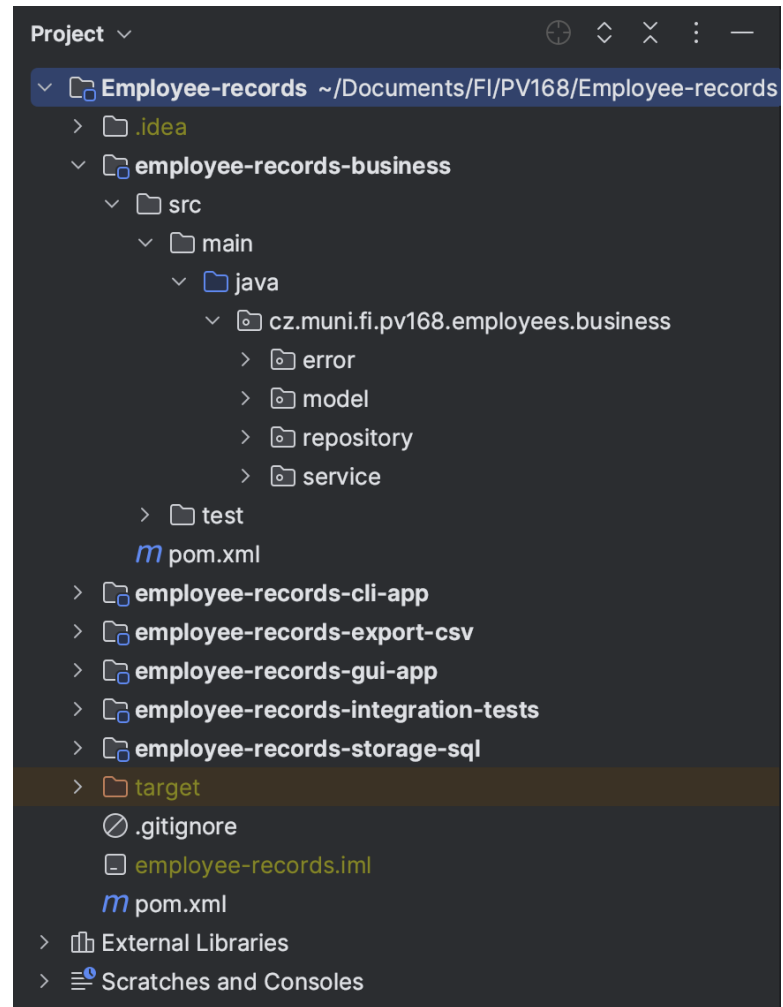 Project
Employee-records ~/Documents/FI/PV168/Employee-records
.idea
employee-records-business
src
main
java
cz.muni.fi.pv168.employees.business
error
model
repository
service
test
m pom.xml
employee-records-cli-app
employee-records-export-csv
employee-records-gui-app
employee-records-integration-tests
employee-records-storage-sql
target
.gitignore
employee-records.iml
m pom.xml
External Libraries
Scratches and Consoles